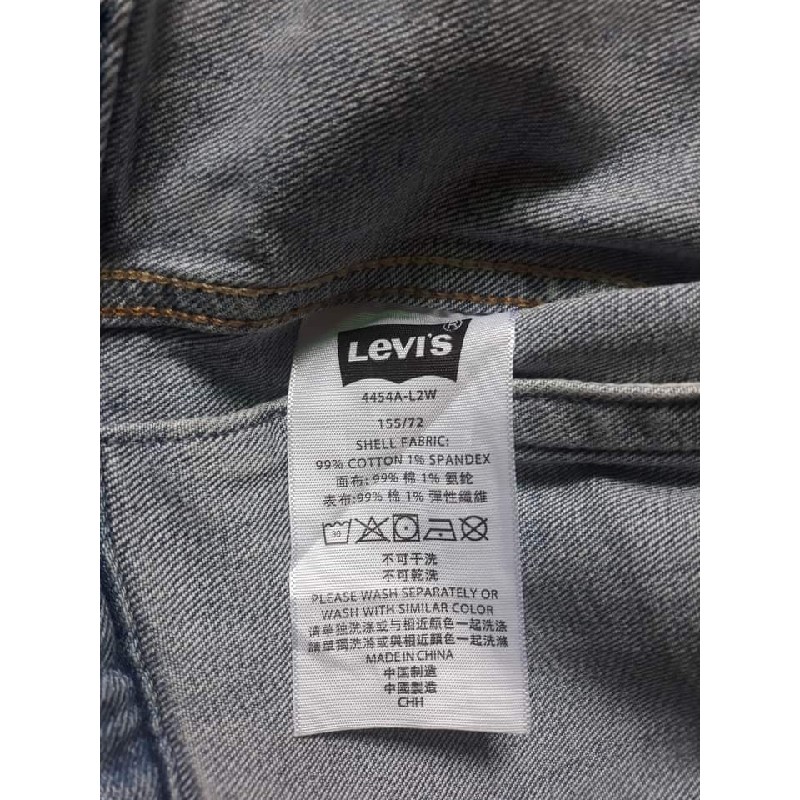 LEVI'S®
4454A-L2W
155/72
SHELL FABRIC:
99% COTTON 1% SPANDEX
面布:99% 棉 1% 氨纶
表布:99% 棉 1% 彈性纖維
30
不可干洗
不可乾洗
PLEASE WASH SEPARATELY OR
WASH WITH SIMILAR COLOR
请单独洗涤或与相近颜色一起洗涤
請單獨洗滌或與相近顏色一起洗滌
MADE IN CHINA
中国制造
中國製造
CHH